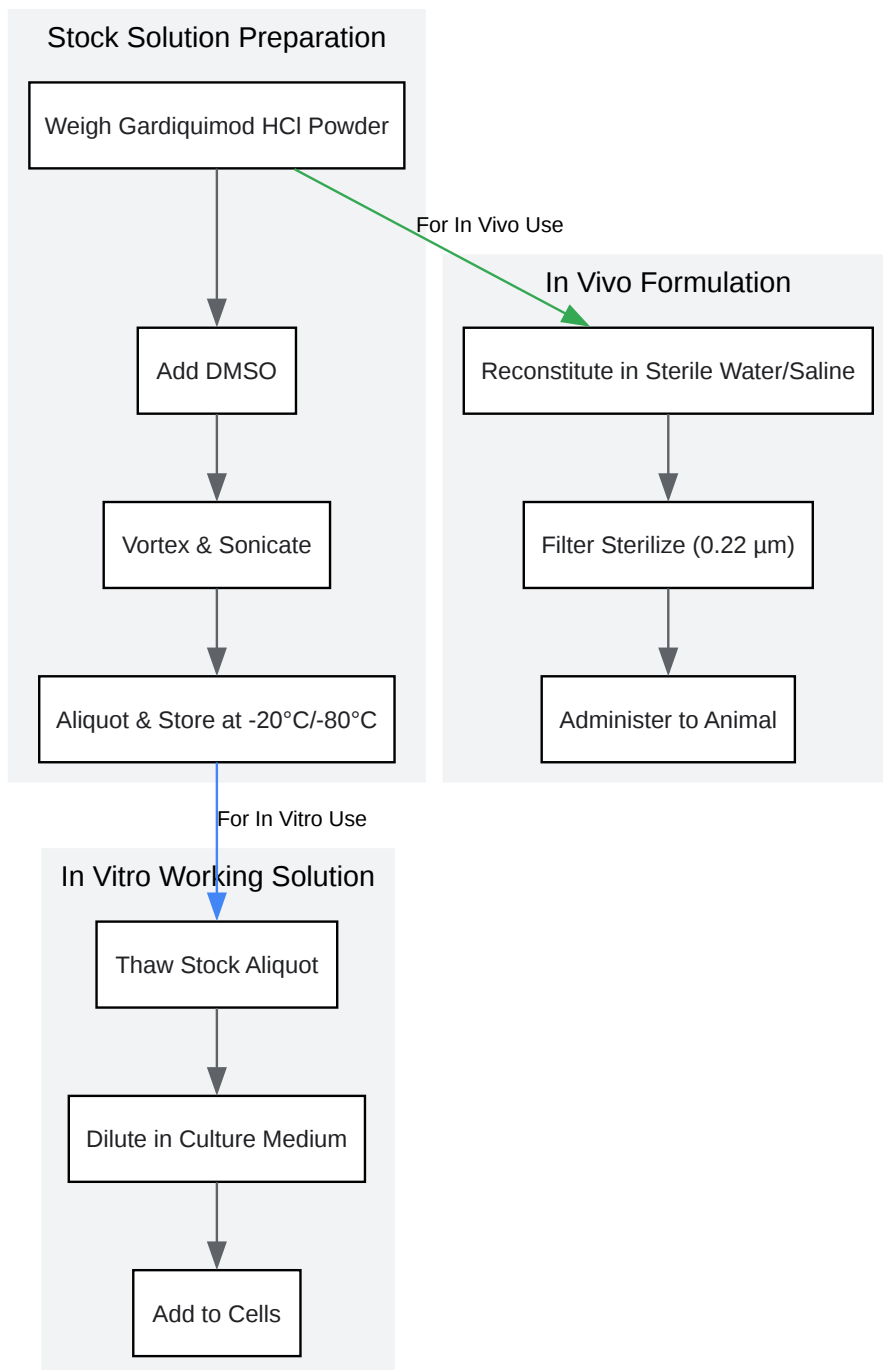 Stock Solution Preparation
Weigh Gardiquimod HCl Powder
For In Vivo Use
In Vivo Formulation
Add DMSO
Reconstitute in Sterile Water/Saline
Vortex & Sonicate
Filter Sterilize (0.22 µm)
Aliquot & Store at -20°C/-80°C
Administer to Animal
For In Vitro Use
In Vitro Working Solution
Thaw Stock Aliquot
Dilute in Culture Medium
Add to Cells